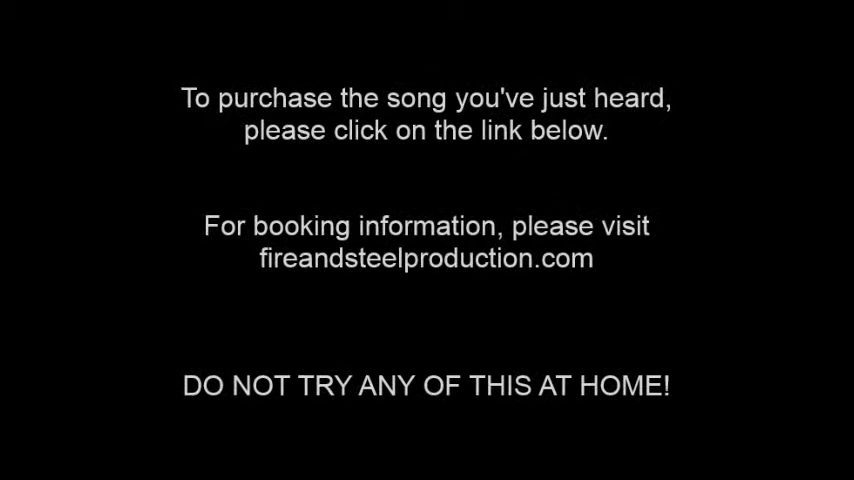 To purchase the song you've just heard,
please click on the link below.
For booking information, please visit
fireandsteelproduction.com
DO NOT TRY ANY OF THIS AT HOME!